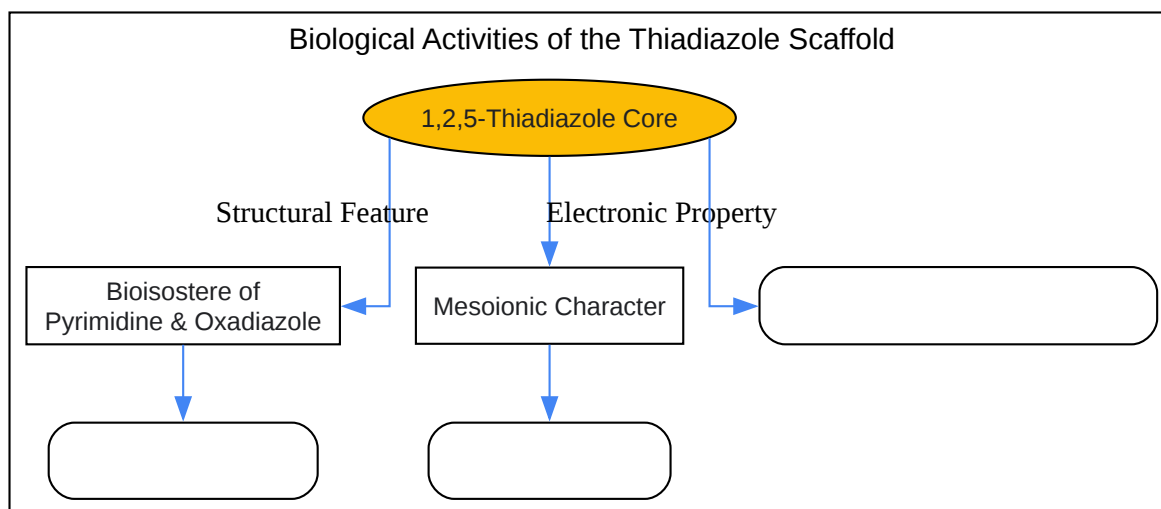 Biological Activities of the Thiadiazole Scaffold
1,2,5-Thiadiazole Core
Structural Feature
Electronic Property
Bioisostere of
Pyrimidine & Oxadiazole
Mesoionic Character